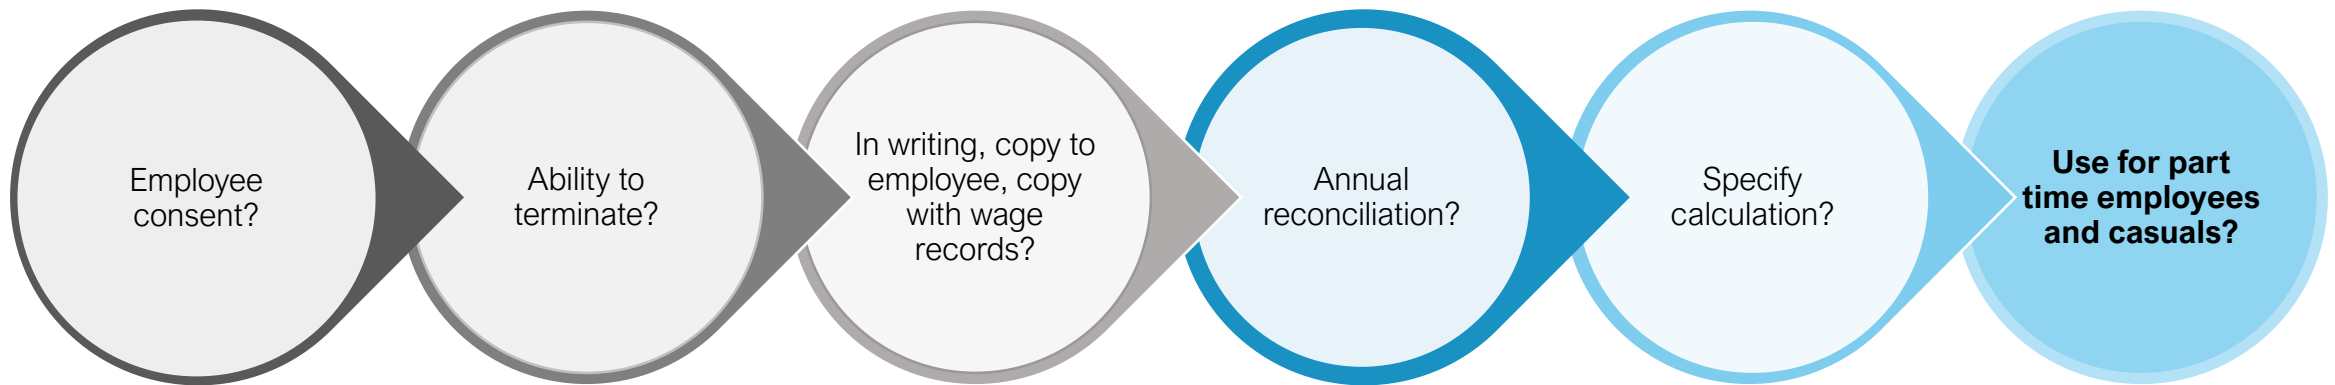 Employee
consent?
Ability to
terminate?
In writing, copy to
employee, copy
with wage
records?
Annual
reconciliation?
Specify
calculation?
Use for part
time employees
and casuals?